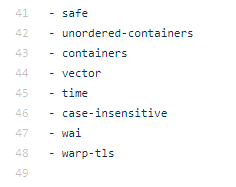 41 - safe
42 - unordered-containers
43 - containers
44 - vector
45 - time
46 - case-insensitive
47 - wai
48 - warp-tls
49